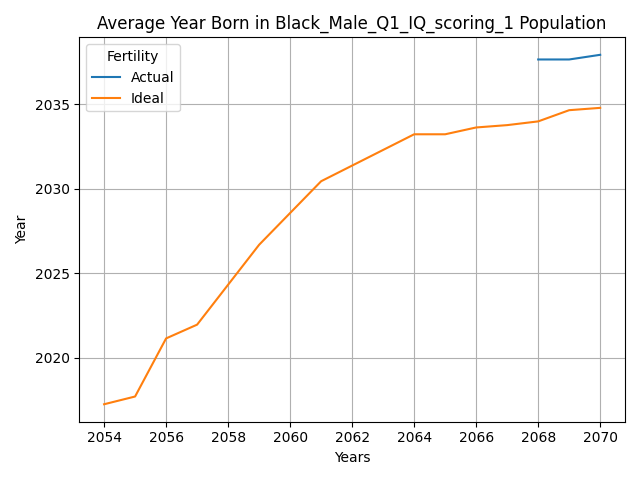 Average Year Born in Black_Male_Q1_IQ_scoring_1 Population
Fertility
Actual
Ideal
2035
2030
2025
2020
Year
2054 2056 2058 2060 2062 2064 2066 2068 2070
Years